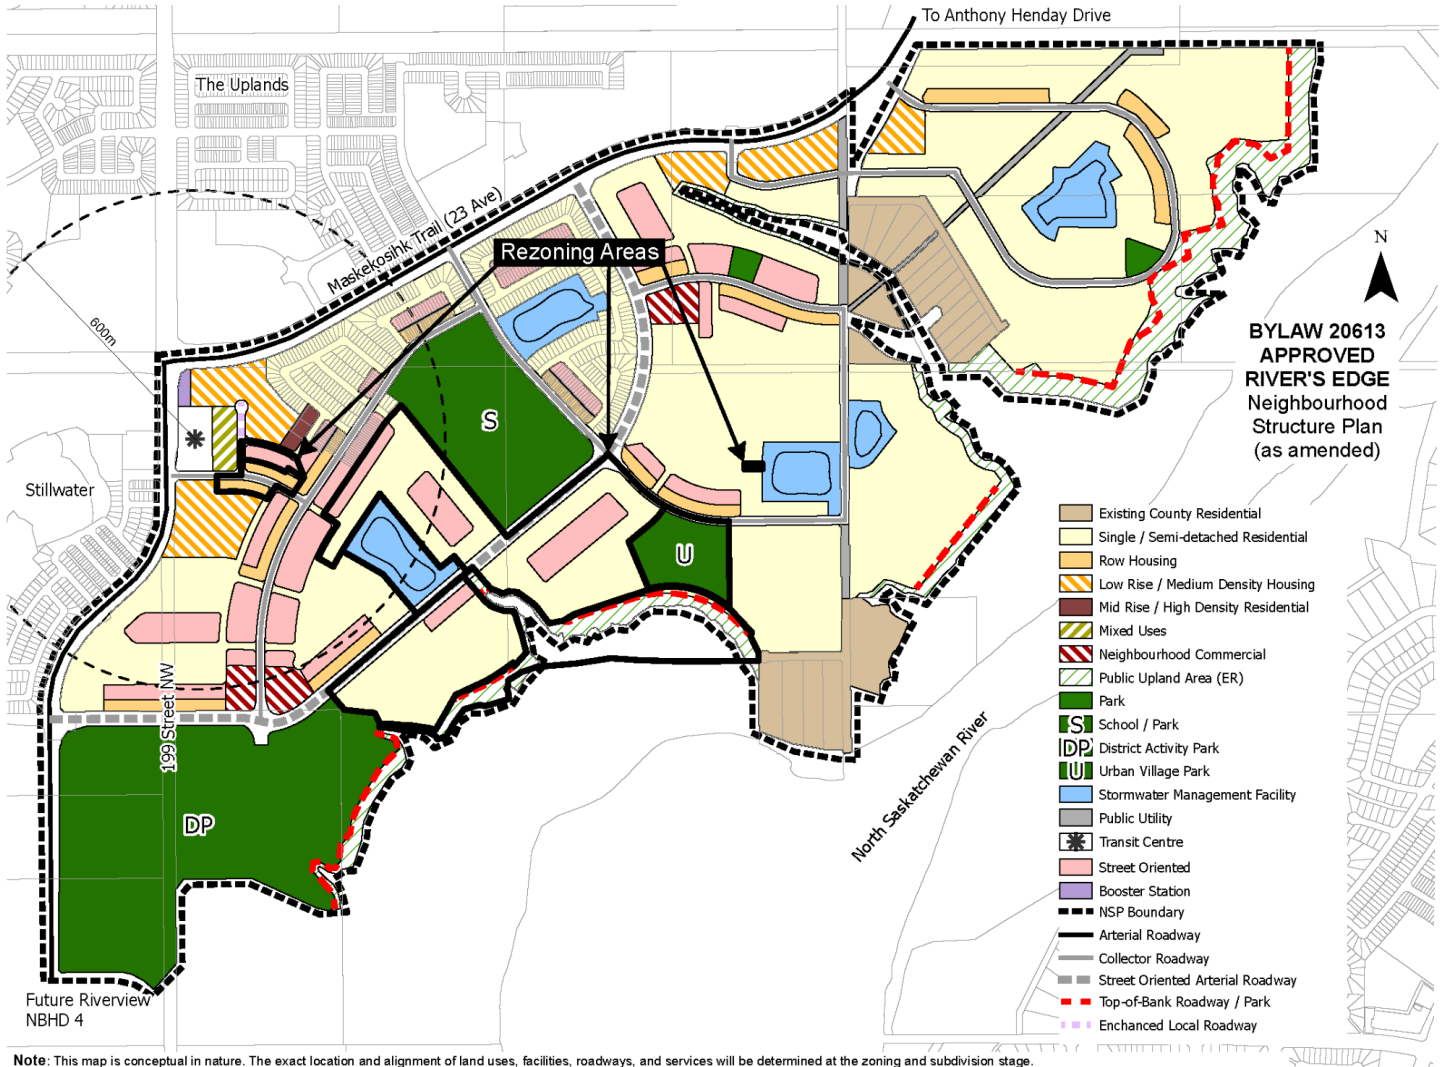 To Anthony Henday Drive
The Uplands
Maskekosihk Trail (23 Ave)
Rezoning Areas
600m
N
BYLAW 20613
APPROVED
RIVER'S EDGE
Neighbourhood
Structure Plan
(as amended)
S
Stillwater
U
199 Street NW
DP
North Saskatchewan River
Future Riverview
NBHD 4
Existing County Residential
Single / Semi-detached Residential
Row Housing
Low Rise / Medium Density Housing
Mid Rise / High Density Residential
Mixed Uses
Neighbourhood Commercial
Public Upland Area (ER)
Park
S School / Park
DP District Activity Park
U Urban Village Park
Stormwater Management Facility
Public Utility
Transit Centre
Street Oriented
Booster Station
NSP Boundary
Arterial Roadway
Collector Roadway
Street Oriented Arterial Roadway
Top-of-Bank Roadway / Park
Enchanced Local Roadway
Note: This map is conceptual in nature. The exact location and alignment of land uses, facilities, roadways, and services will be determined at the zoning and subdivision stage.